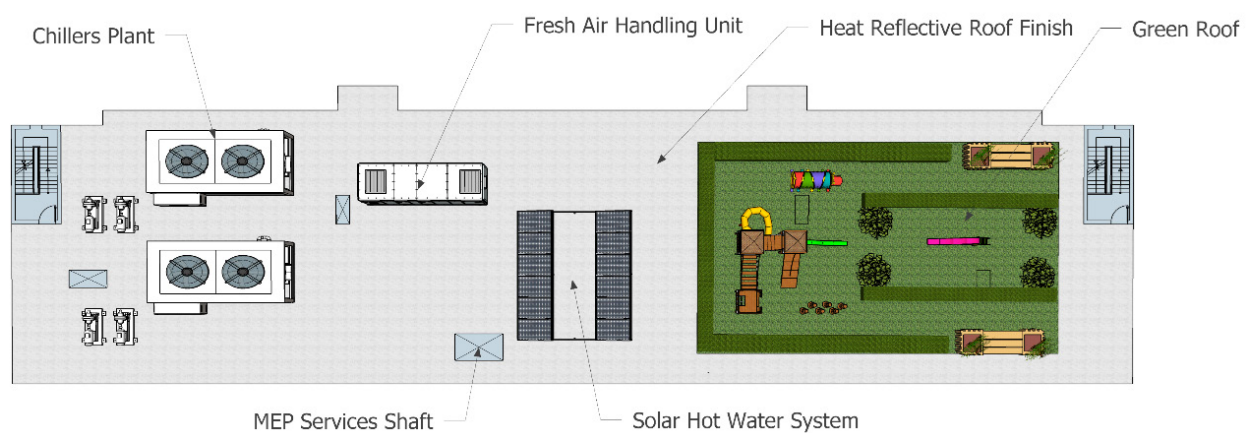 Chillers Plant
Fresh Air Handling Unit
Heat Reflective Roof Finish
Green Roof
MEP Services Shaft
Solar Hot Water System